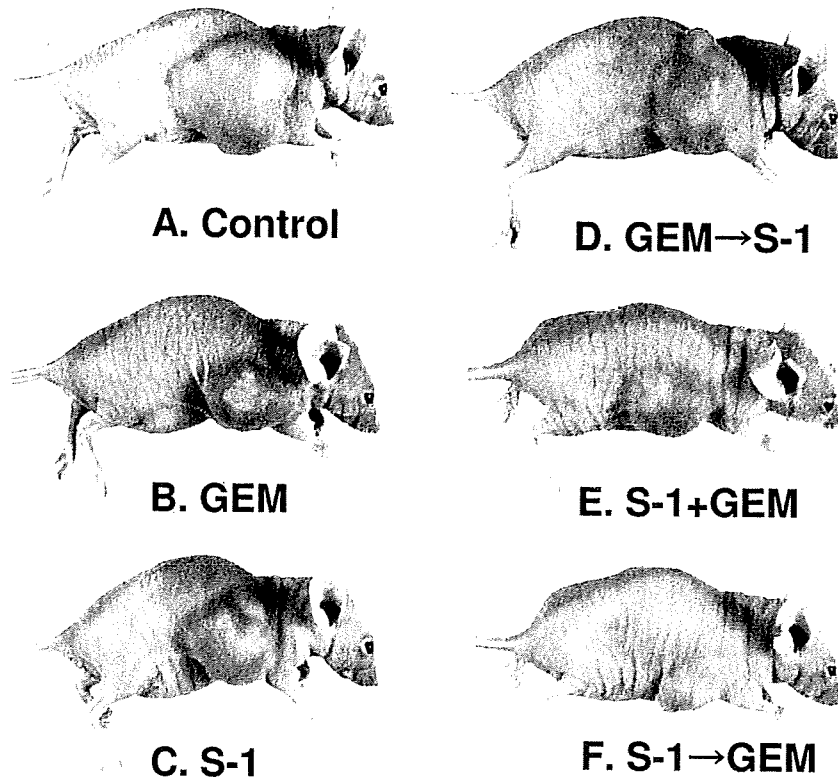 A. Control
D. GEM→S-1
B. GEM
E. S-1+GEM
C. S-1
F. S-1→GEM